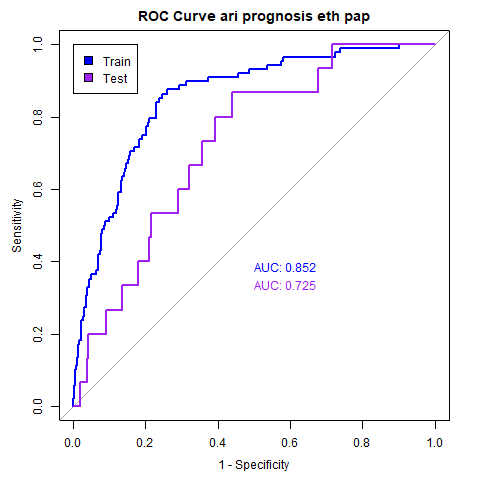 ROC Curve ari prognosis eth pap
Train
Test
1.0
0.8
0.6
0.4
0.2
0.0
Sensitivity
AUC: 0.852
AUC: 0.725
0.0 0.2 0.4 0.6 0.8 1.0
1 - Specificity